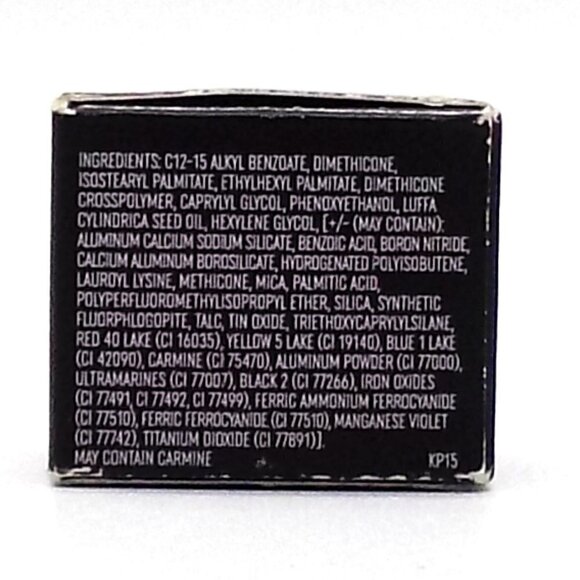 INGREDIENTS: C12-15 ALKYL BENZOATE, DIMETHICONE,
ISOSTEARYL PALMITATE, ETHYLHEXYL PALMITATE, DIMETHICONE
CROSSPOLYMER, CAPRYLYL GLYCOL, PHENOXYETHANOL, LUFFA
CYLINDRICA SEED OIL, HEXYLENE GLYCOL, [+/- (MAY CONTAIN):
ALUMINUM CALCIUM SODIUM SILICATE, BENZOIC ACID, BORON NITRIDE,
CALCIUM ALUMINUM BOROSILICATE, HYDROGENATED POLYISOBUTENE,
LAUROYL LYSINE, METHICONE, MICA, PALMITIC ACID,
POLYPERFLUOROMETHYLISOPROPYL ETHER, SILICA, SYNTHETIC
FLUORPHLOGOPITE, TALC, TIN OXIDE, TRIETHOXYCAPRYLYLSILANE,
RED 40 LAKE (CI 16035), YELLOW 5 LAKE (CI 19140), BLUE 1 LAKE
(CI 42090), CARMINE (CI 75470), ALUMINUM POWDER (CI 77000),
ULTRAMARINES (CI 77007), BLACK 2 (CI 77266), IRON OXIDES
(CI 77491, CI 77492, CI 77499), FERRIC AMMONIUM FERROCYANIDE
(CI 77510), FERRIC FERROCYANIDE (CI 77510), MANGANESE VIOLET
(CI 77742), TITANIUM DIOXIDE (CI 77891)].
MAY CONTAIN CARMINE KP15